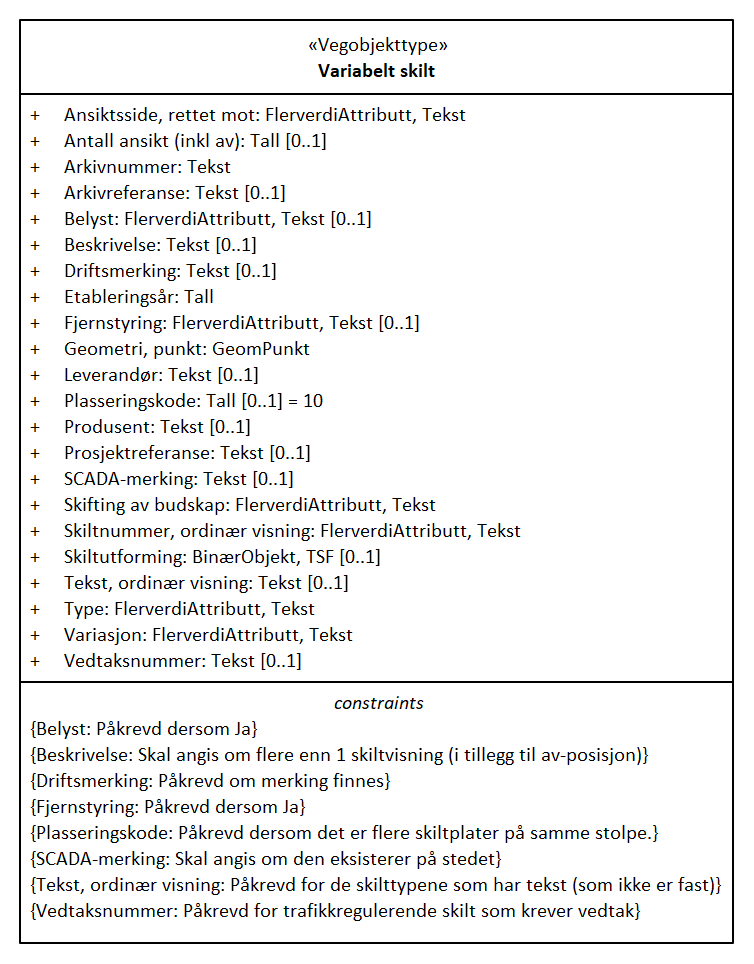 «Vegobjekttype»
Variabelt skilt
+ Ansiktsside, rettet mot: FlerverdiAttributt, Tekst
+ Antall ansikt (inkl av): Tall [0..1]
+ Arkivnummer: Tekst
+ Arkivreferanse: Tekst [0..1]
+ Belyst: FlerverdiAttributt, Tekst [0..1]
+ Beskrivelse: Tekst [0..1]
+ Driftsmerking: Tekst [0..1]
+ Etableringsår: Tall
+ Fjernstyring: FlerverdiAttributt, Tekst [0..1]
+ Geometri, punkt: GeomPunkt
+ Leverandør: Tekst [0..1]
+ Plasseringskode: Tall [0..1] = 10
+ Produsent: Tekst [0..1]
+ Prosjektreferanse: Tekst [0..1]
+ SCADA-merking: Tekst [0..1]
+ Skifting av budskap: FlerverdiAttributt, Tekst
+ Skiltnummer, ordinær visning: FlerverdiAttributt, Tekst
+ Skiltutforming: BinærObjekt, TSF [0..1]
+ Tekst, ordinær visning: Tekst [0..1]
+ Type: FlerverdiAttributt, Tekst
+ Variasjon: FlerverdiAttributt, Tekst
+ Vedtaksnummer: Tekst [0..1]
constraints
{Belyst: Påkrevd dersom Ja}
{Beskrivelse: Skal angis om flere enn 1 skiltvisning (i tillegg til av-posisjon)}
{Driftsmerking: Påkrevd om merking finnes}
{Fjernstyring: Påkrevd dersom Ja}
{Plasseringskode: Påkrevd dersom det er flere skiltplater på samme stolpe.}
{SCADA-merking: Skal angis om den eksisterer på stedet}
{Tekst, ordinær visning: Påkrevd for de skilttypene som har tekst (som ikke er fast)}
{Vedtaksnummer: Påkrevd for trafikkregulerende skilt som krever vedtak}